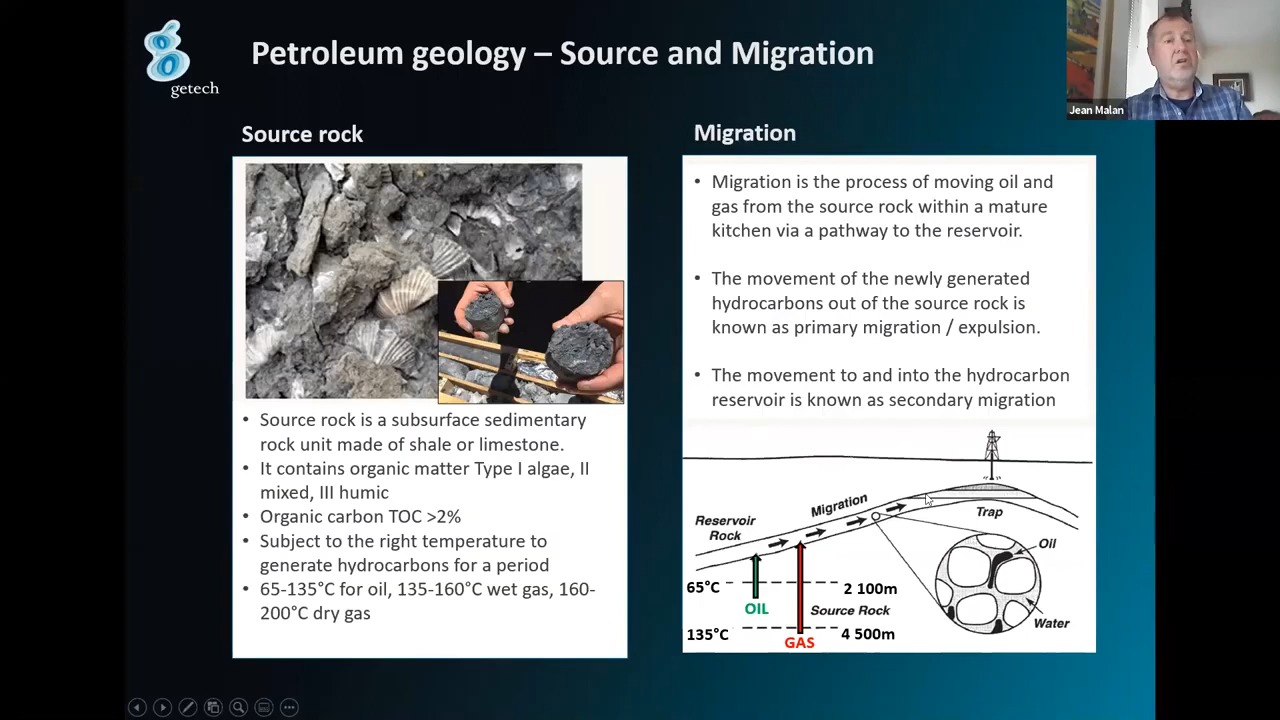 getech
Petroleum geology – Source and Migration
Jean Malan
Source rock
• Source rock is a subsurface sedimentary
rock unit made of shale or limestone.
• It contains organic matter Type I algae, II
mixed, III humic
• Organic carbon TOC >2%
• Subject to the right temperature to
generate hydrocarbons for a period
• 65-135°C for oil, 135-160°C wet gas, 160-
200°C dry gas
Migration
• Migration is the process of moving oil and
gas from the source rock within a mature
kitchen via a pathway to the reservoir.
• The movement of the newly generated
hydrocarbons out of the source rock is
known as primary migration / expulsion.
• The movement to and into the hydrocarbon
reservoir is known as secondary migration
Migration
Reservoir
Rock
Trap
Oil
Water
65°C
2 100m
OIL
Source Rock
135°C
4 500m
GAS